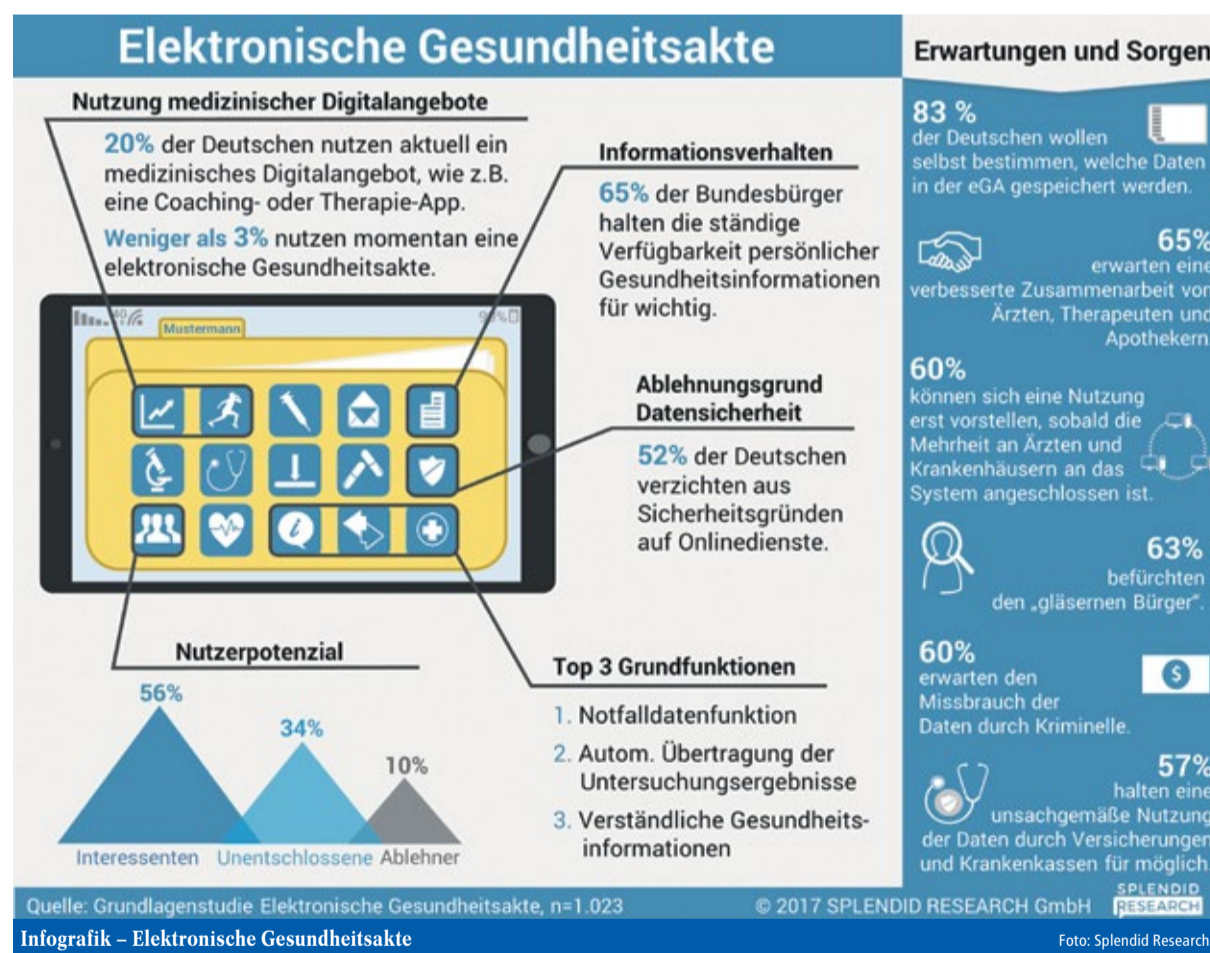 Elektronische Gesundheitsakte
Nutzung medizinischer Digitalangebote
20% der Deutschen nutzen aktuell ein
medizinisches Digitalangebot, wie z.B.
eine Coaching- oder Therapie-App.
Weniger als 3% nutzen momentan eine
elektronische Gesundheitsakte.
Informationsverhalten
65% der Bundesbürger
halten die ständige
Verfügbarkeit persönlicher
Gesundheitsinformationen
für wichtig.
4G
Mustermann
Ablehnungsgrund
Datensicherheit
52% der Deutschen
verzichten aus
Sicherheitsgründen
auf Onlinedienste.
Nutzerpotenzial
56%
34%
10%
Interessenten Unentschlossene Ablehner
Top 3 Grundfunktionen
1. Notfalldatenfunktion
2. Autom. Übertragung der
Untersuchungsergebnisse
3. Verständliche Gesundheits-
informationen
Erwartungen und Sorgen
83 %
der Deutschen wollen
selbst bestimmen, welche Daten
in der eGA gespeichert werden.
65%
erwarten eine
verbesserte Zusammenarbeit von
Ärzten, Therapeuten und
Apothekern.
60%
können sich eine Nutzung
erst vorstellen, sobald die
Mehrheit an Ärzten und
Krankenhäusern an das
System angeschlossen ist.
63%
befürchten
den „gläsernen Bürger“.
60%
erwarten den
Missbrauch der
Daten durch Kriminelle.
$
57%
halten eine
unsachgemäße Nutzung
der Daten durch Versicherungen
und Krankenkassen für möglich.
Quelle: Grundlagenstudie Elektronische Gesundheitsakte, n=1.023
© 2017 SPLENDID RESEARCH GmbH
SPLENDID
RESEARCH
Infografik – Elektronische Gesundheitsakte
Foto: Splendid Research